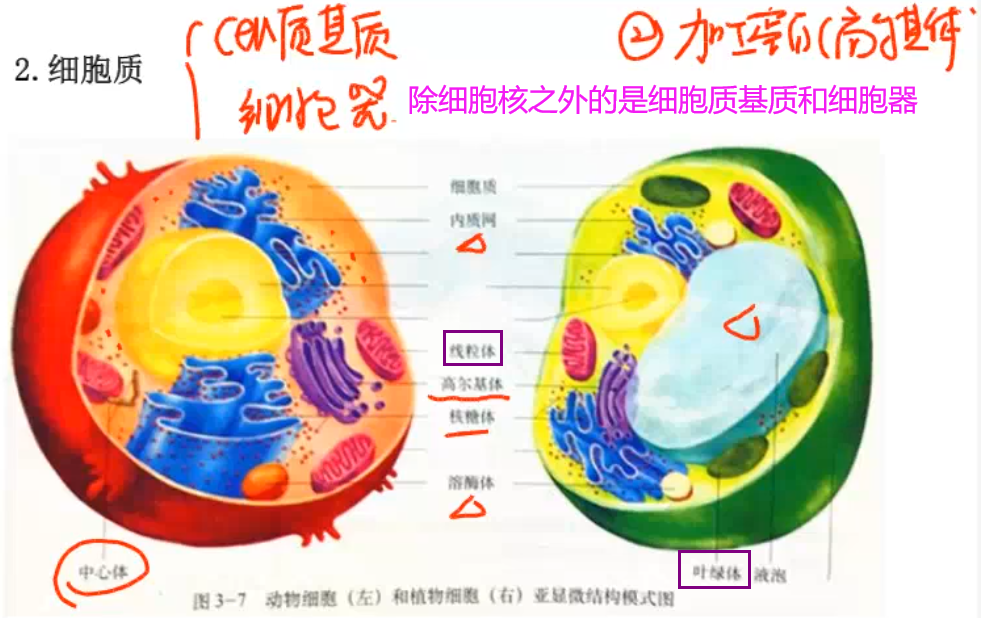 cell质基质
② 加工蛋白(高尔基体
2. 细胞质
细胞器.
除细胞核之外的是细胞质基质和细胞器
细胞质
内质网
线粒体
高尔基体
核糖体
溶酶体
中心体
叶绿体
液泡
图 3-7 动物细胞（左）和植物细胞（右）亚显微结构模式图